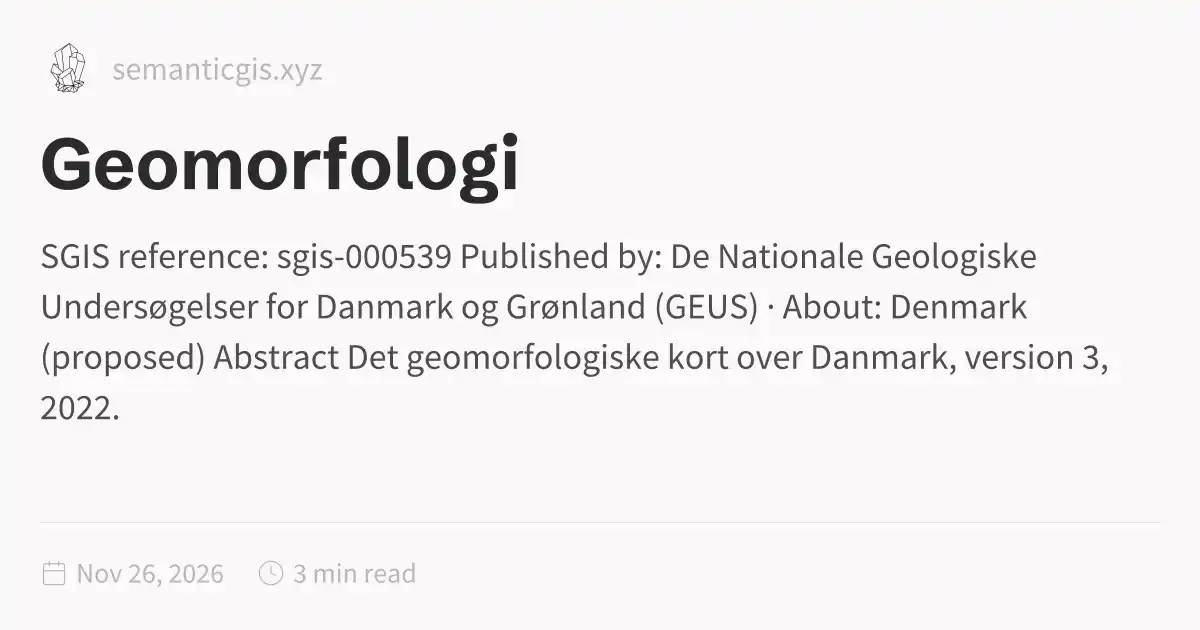 semanticgis.xyz
Geomorfologi
SGIS reference: sgis-000539 Published by: De Nationale Geologiske
Undersøgelser for Danmark og Grønland (GEUS) · About: Denmark
(proposed) Abstract Det geomorfologiske kort over Danmark, version 3,
2022.
Nov 26, 2026 3 min read